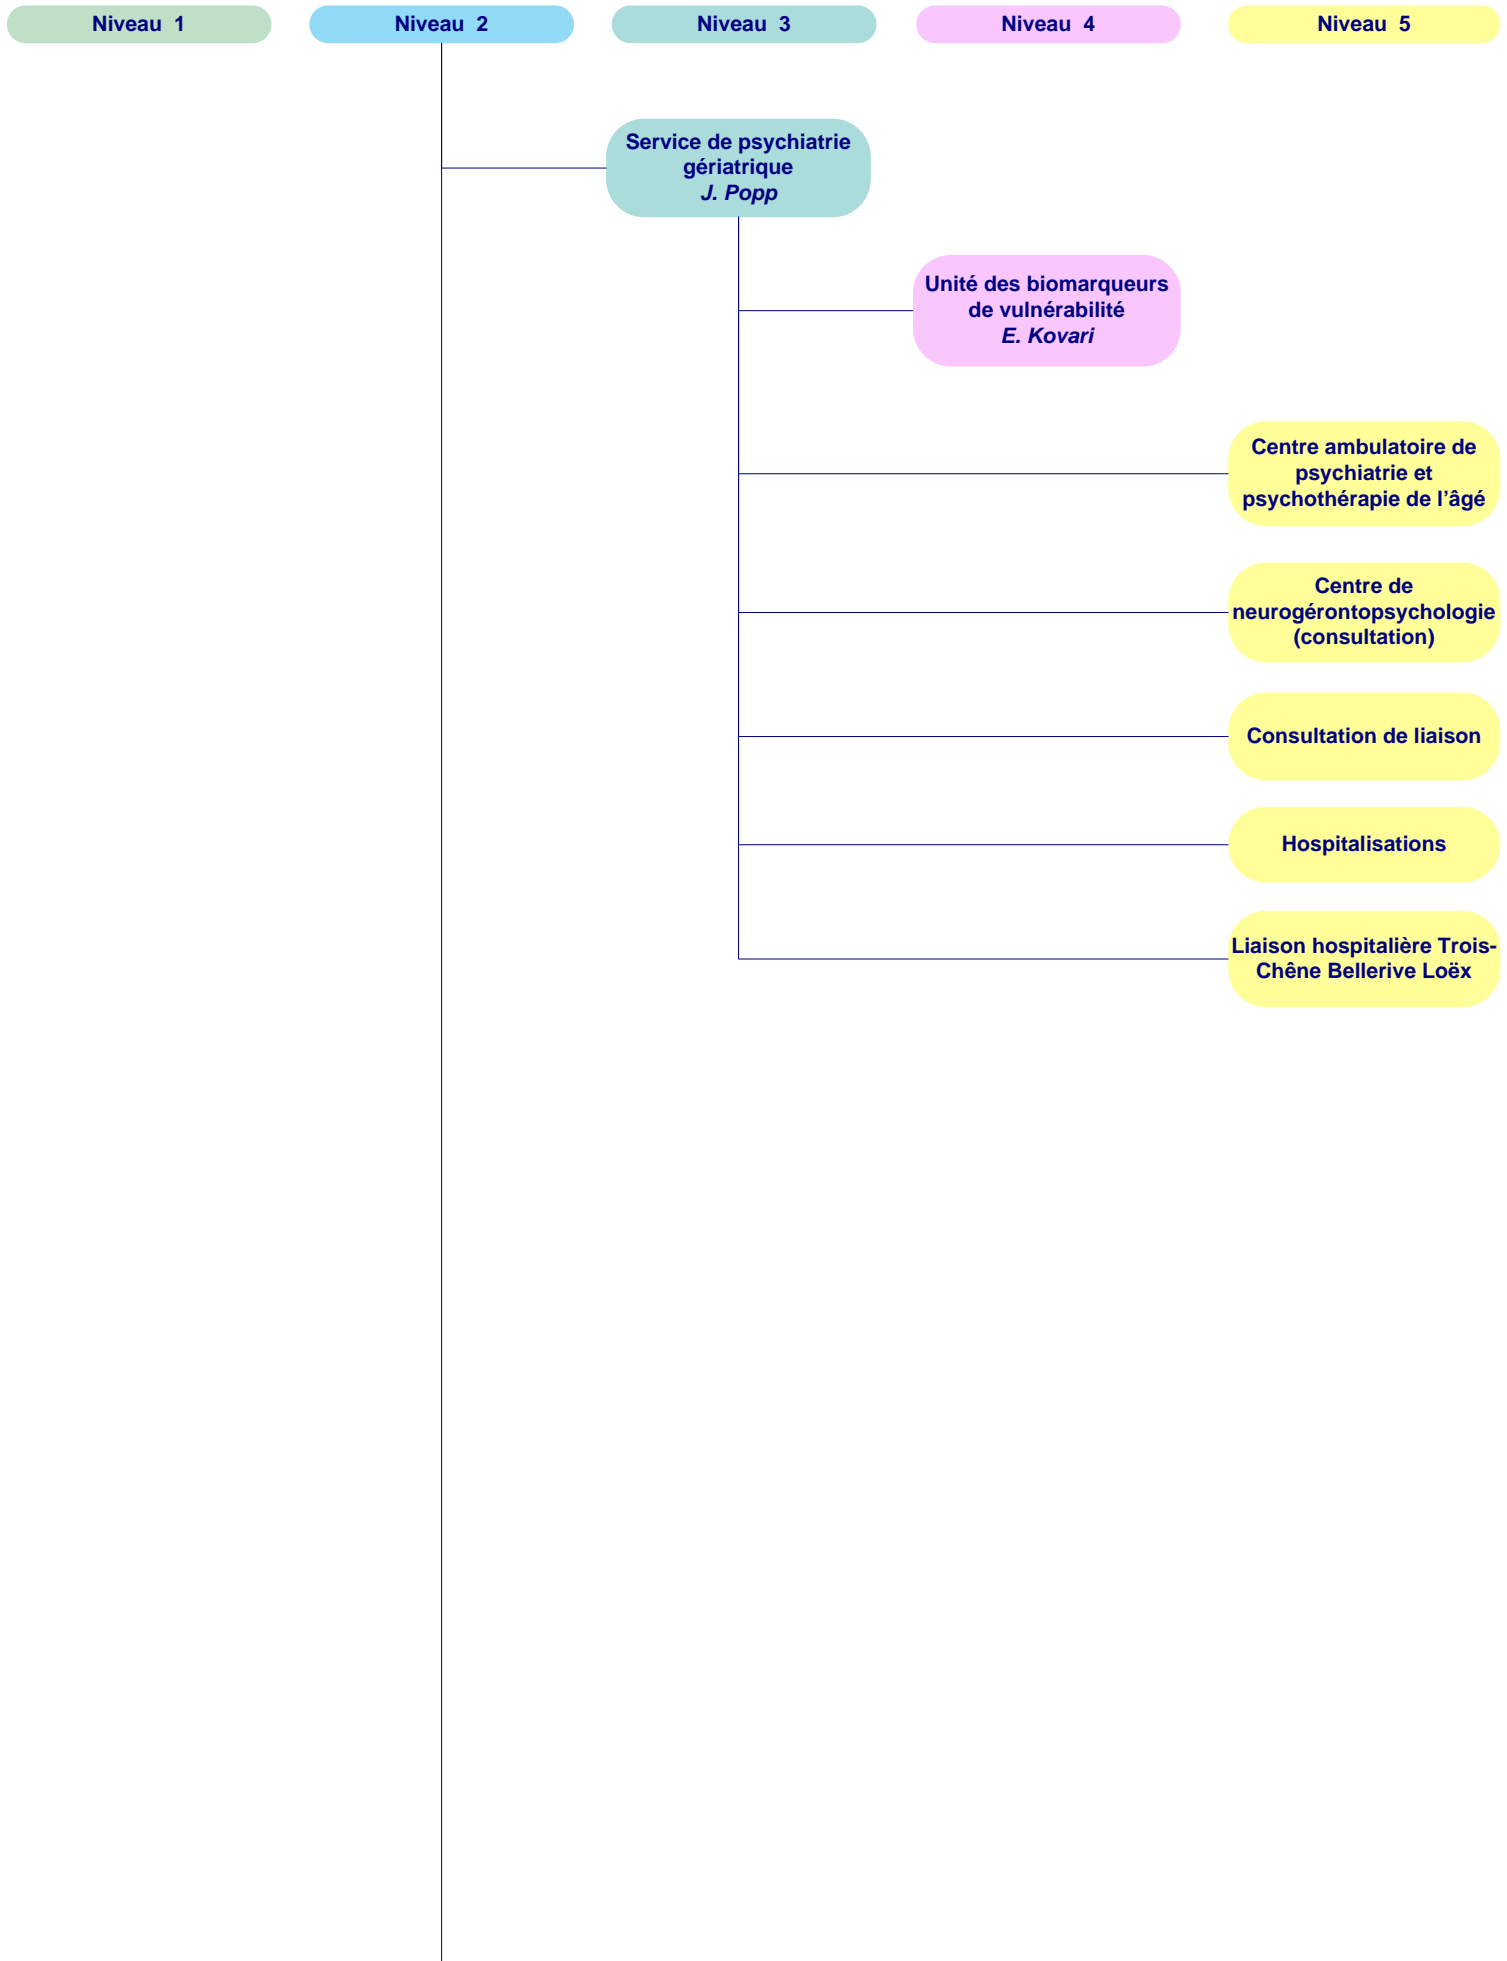 Niveau 1
Niveau 2
Niveau 3
Niveau 4
Niveau 5
Service de psychiatrie
gériatrique
J. Popp
Unité des biomarqueurs
de vulnérabilité
E. Kovari
Centre ambulatoire de
psychiatrie et
psychothérapie de l’âgé
Centre de
neurogérontopsychologie
(consultation)
Consultation de liaison
Hospitalisations
Liaison hospitalière Trois-
Chêne Bellerive Loëx